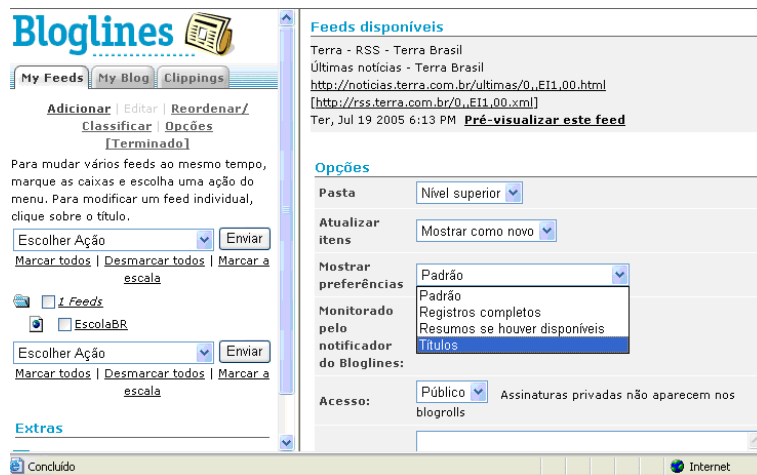 Bloglines
My Feeds My Blog Clippings
Adicionar | Editar | Reordenar/
Classificar | Opções
[Terminado]
Para mudar vários feeds ao mesmo tempo,
marque as caixas e escolha uma ação do
menu. Para modificar um feed individual,
clique sobre o título.
Escolher Ação Enviar
Marcar todos | Desmarcar todos | Marcar a
escala
1 Feeds
EscolaBR
Escolher Ação Enviar
Marcar todos | Desmarcar todos | Marcar a
escala
Extras
Feeds disponíveis
Terra - RSS - Terra Brasil
Últimas notícias - Terra Brasil
http://noticias.terra.com.br/ultimas/0,,EI1,00.html
[http://rss.terra.com.br/0,,EI1,00.xml]
Ter, Jul 19 2005 6:13 PM Pré-visualizar este feed
Opções
Pasta Nível superior
Atualizar
itens Mostrar como novo
Mostrar
preferências Padrão
Padrão
Registros completos
Resumos se houver disponíveis
Títulos
Monitorado
pelo
notificador
do Bloglines:
Acesso: Público Assinaturas privadas não aparecem nos
blogrolls
Concluído Internet